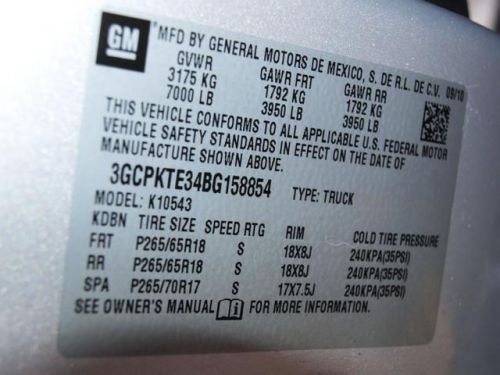 GM
MFD BY GENERAL MOTORS DE MEXICO, S. DE R.L. DE C.V. 09/10
GVWR GAWR FRT GAWR RR
3175 KG 1792 KG 1792 KG
7000 LB 3950 LB 3950 LB
THIS VEHICLE CONFORMS TO ALL APPLICABLE U.S. FEDERAL MOTOR
VEHICLE SAFETY STANDARDS IN EFFECT ON THE DATE OF
MANUFACTURE SHOWN ABOVE.
3GCPKTE34BG158854 TYPE: TRUCK
MODEL: K10543
KDBN TIRE SIZE SPEED RTG RIM COLD TIRE PRESSURE
FRT P265/65R18 S 18X8J 240KPA(35PSI)
RR P265/65R18 S 18X8J 240KPA(35PSI)
SPA P265/70R17 S 17X7.5J 240KPA(35PSI)
SEE OWNER'S MANUAL FOR MORE INFORMATION.